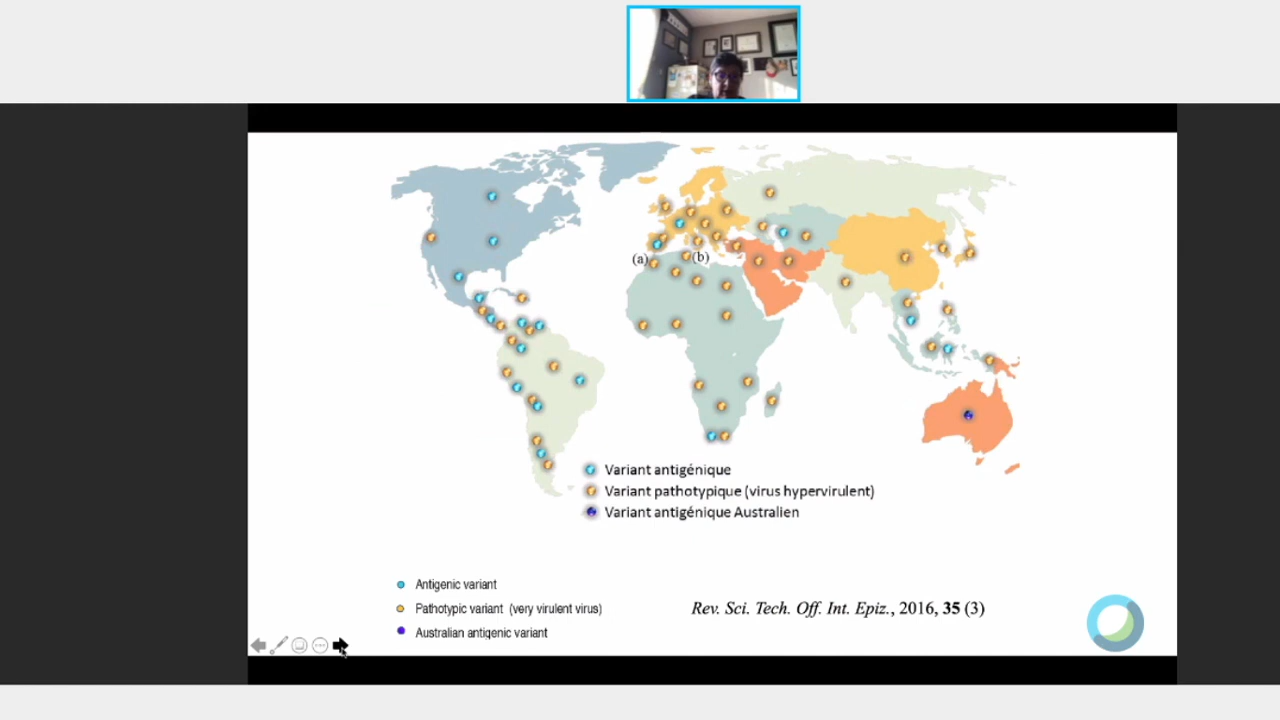 (a)
(b)
Variant antigénique
Variant pathotypique (virus hypervirulent)
Variant antigénique Australien
Antigenic variant
Pathotypic variant (very virulent virus)
Rev. Sci. Tech. Off. Int. Epiz., 2016, 35 (3)
Australian antigenic variant